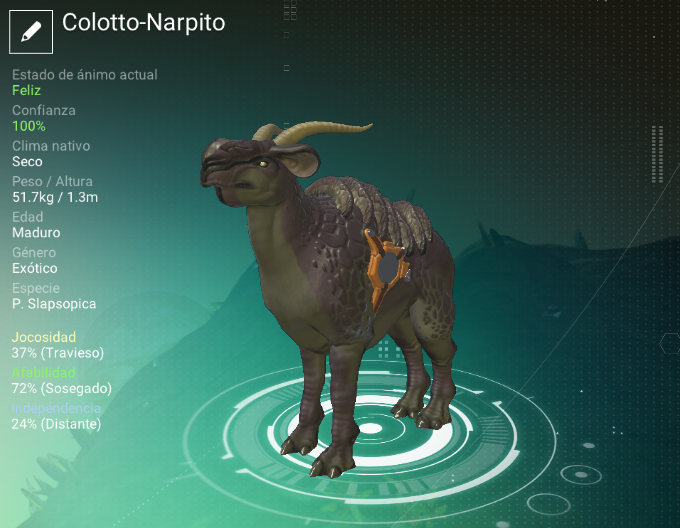 Colotto-Narpito
Estado de ánimo actual
Feliz
Confianza
100%
Clima nativo
Seco
Peso / Altura
51.7kg / 1.3m
Edad
Maduro
Género
Exótico
Especie
P. Slapsopica
Jocosidad
37% (Travieso)
Afabilidad
72% (Sosegado)
Independencia
24% (Distante)